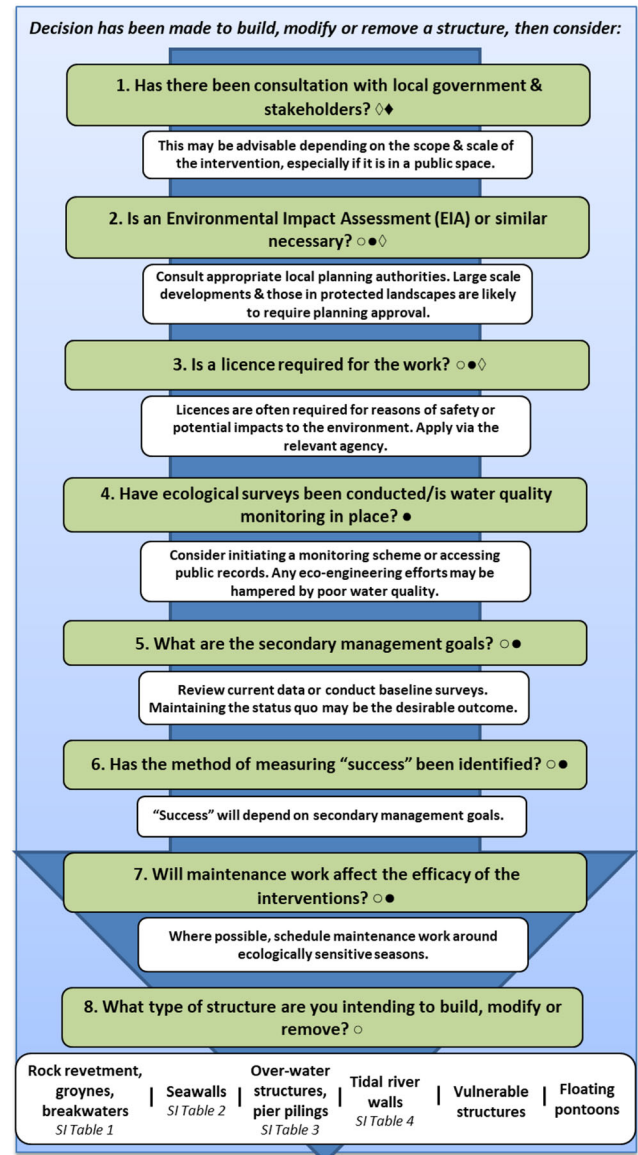 Decision has been made to build, modify or remove a structure, then consider:
1. Has there been consultation with local government &
stakeholders? ◊♦
This may be advisable depending on the scope & scale
of the intervention, especially if it is in a public space.
2. Is an Environmental Impact Assessment (EIA) or similar
necessary? ○●◊
Consult appropriate local planning authorities. Large scale
developments & those in protected landscapes are likely
to require planning approval.
3. Is a licence required for the work? ○●◊
Licences are often required for reasons of safety or
potential impacts to the environment. Apply via the
relevant agency.
4. Have ecological surveys been conducted/is water quality
monitoring in place? ●
Consider initiating a monitoring scheme or accessing
public records. Any eco-engineering efforts may be
hampered by poor water quality.
5. What are the secondary management goals? ○●
Review current data or conduct baseline surveys.
Maintaining the status quo may be the desirable outcome.
6. Has the method of measuring “success” been identified? ○●
“Success” will depend on secondary management goals.
7. Will maintenance work affect the efficacy of the
interventions? ○●
Where possible, schedule maintenance work around
ecologically sensitive seasons.
8. What type of structure are you intending to build, modify or
remove? ○
Rock revetment,
groynes,
breakwaters
SI Table 1
Seawalls
SI Table 2
Over-water
structures,
pier pilings
SI Table 3
Tidal river
walls
SI Table 4
Vulnerable
structures
Floating
pontoons